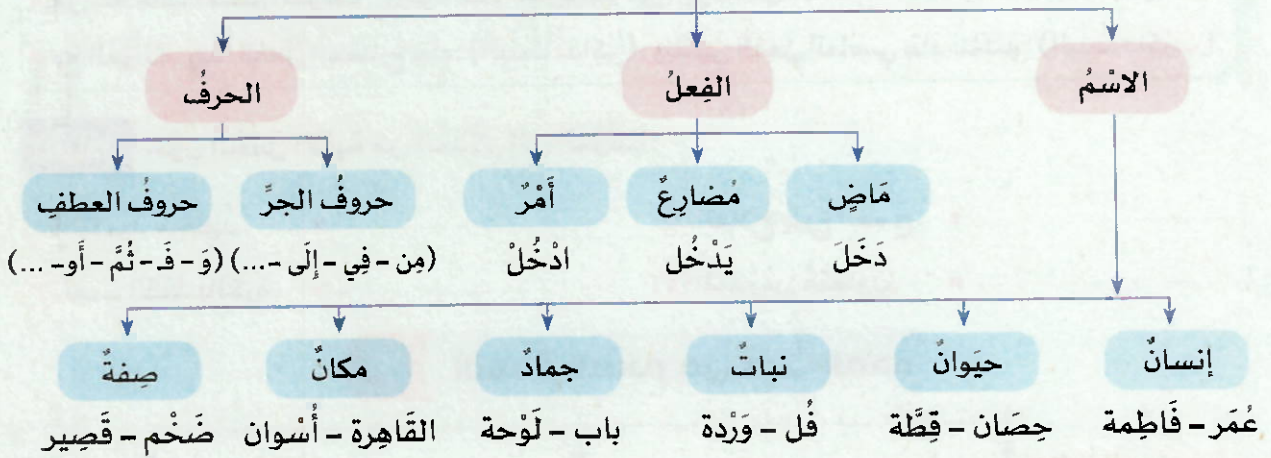 الاسْمُ الفِعلُ الحرفُ
مَاضٍ مُضارِعٌ أَمْرٌ حروفُ الجرِّ حروفُ العطفِ
دَخَلَ يَدْخُل ادْخُلْ (مِن - فِي - إِلَى - ...) (وَ - فَـ - ثُمَّ - أَو - ...)
إنسانٌ حيَوانٌ نباتٌ جمادٌ مكانٌ صِفةٌ
عُمَر - فَاطِمة حِصَان - قِطَّة فُل - وَرْدة باب - لَوْحة القَاهِرة - أُسْوان ضَخْم - قَصِير